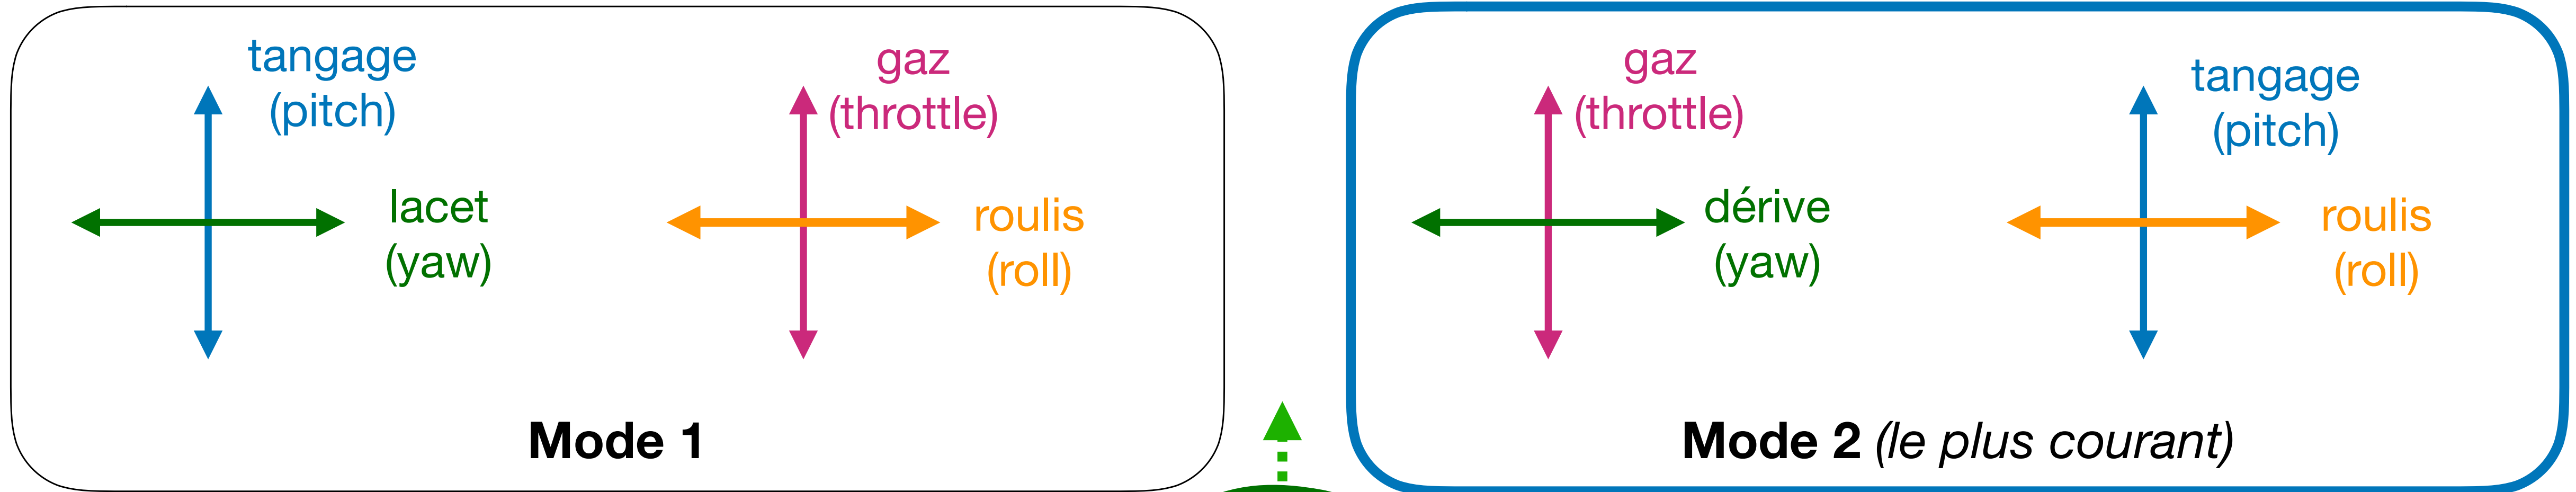 tangage
(pitch)
lacet
(yaw)
gaz
(throttle)
roulis
(roll)
Mode 1
gaz
(throttle)
dérive
(yaw)
tangage
(pitch)
roulis
(roll)
Mode 2 (le plus courant)